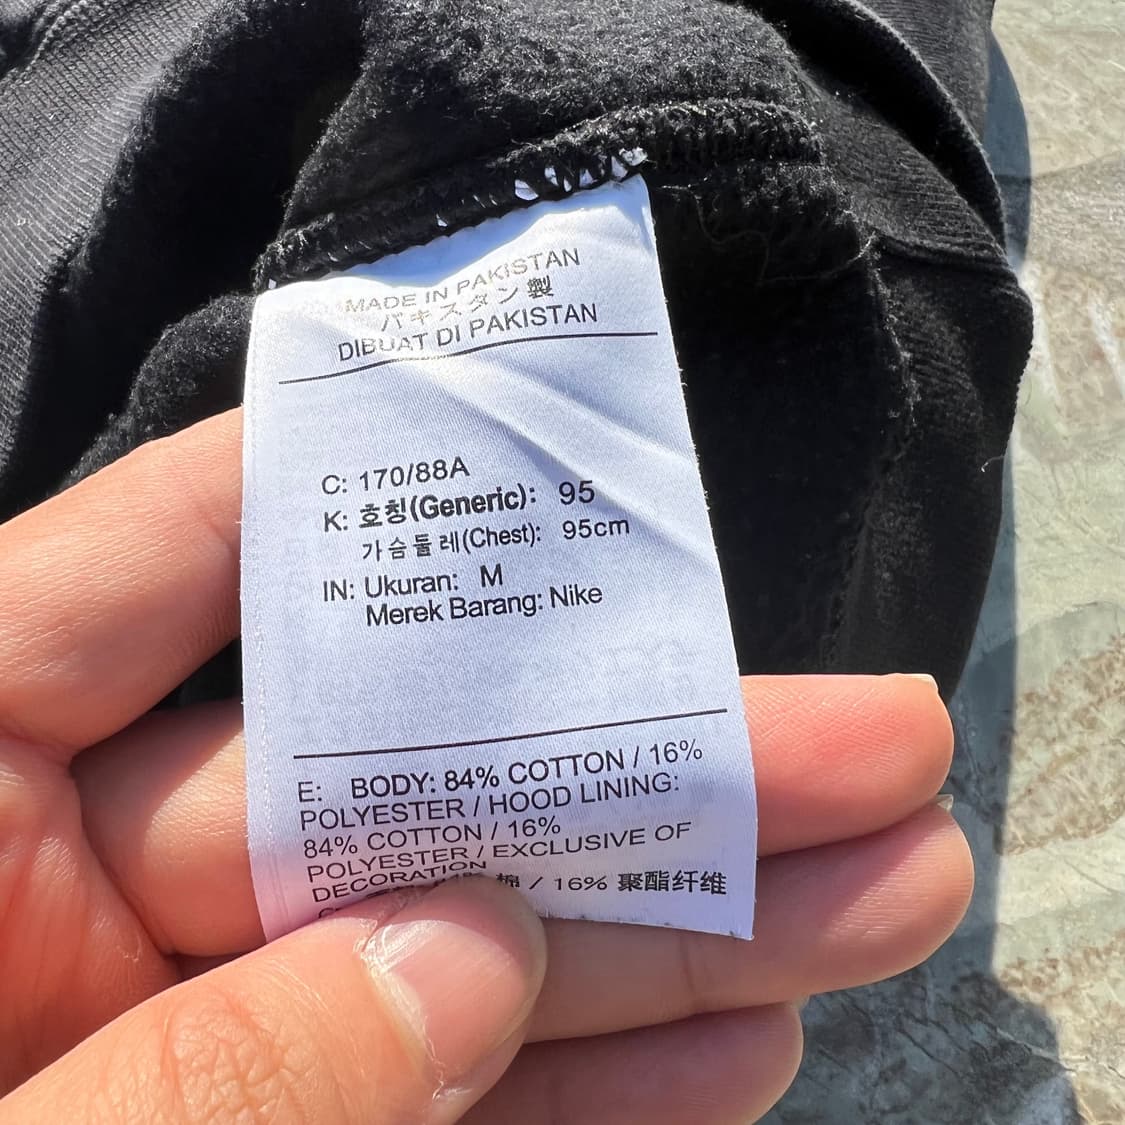 MADE IN PAKISTAN
パキスタン製
DIBUAT DI PAKISTAN
C: 170/88A
K: 호칭(Generic): 95
가슴둘레(Chest): 95cm
IN: Ukuran: M
Merek Barang: Nike
E: BODY: 84% COTTON / 16%
POLYESTER / HOOD LINING:
84% COTTON / 16%
POLYESTER / EXCLUSIVE OF
DECORATION
棉 / 16% 聚酯纤维